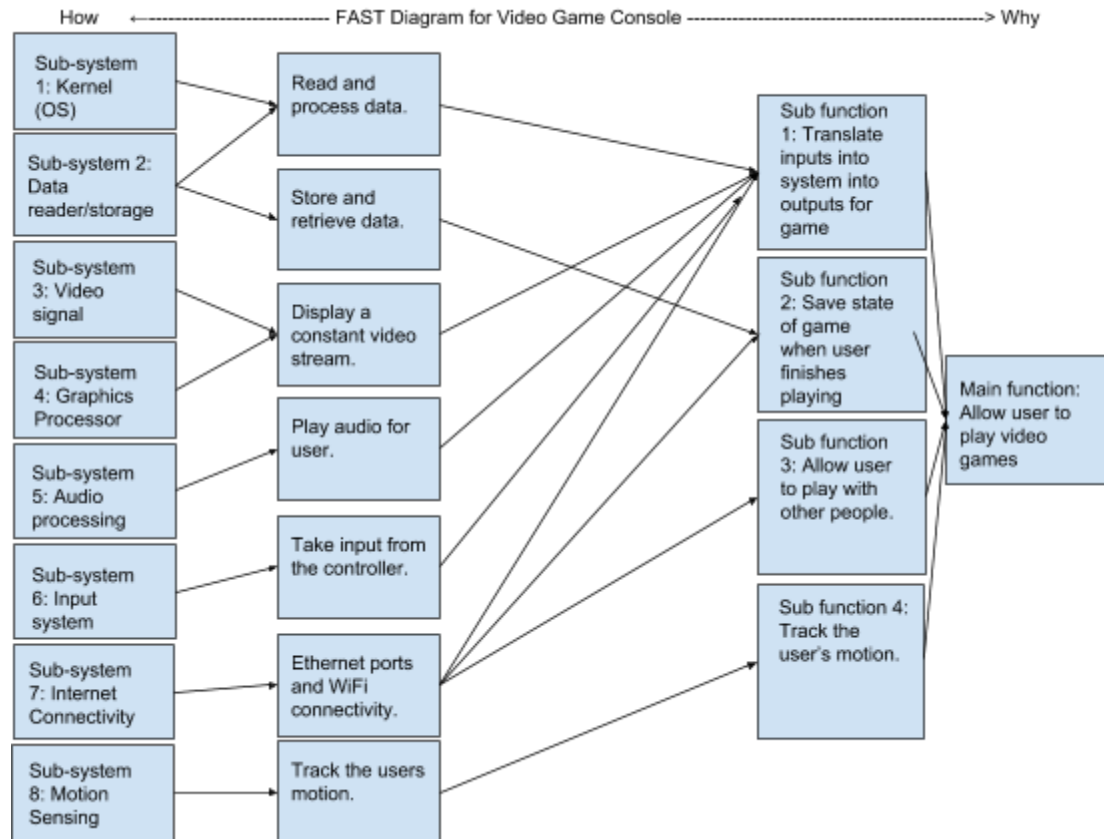 How <-------------------- FAST Diagram for Video Game Console ------------------------------> Why
Sub-system
1: Kernel
(OS)
Sub-system 2:
Data
reader/storage
Sub-system
3: Video
signal
Sub-system
4: Graphics
Processor
Sub-system
5: Audio
processing
Sub-system
6: Input
system
Sub-system
7: Internet
Connectivity
Sub-system
8: Motion
Sensing
Read and
process data.
Store and
retrieve data.
Display a
constant video
stream.
Play audio for
user.
Take input from
the controller.
Ethernet ports
and WiFi
connectivity.
Track the users
motion.
Sub function
1: Translate
inputs into
system into
outputs for
game
Sub function
2: Save state
of game
when user
finishes
playing
Sub function
3: Allow user
to play with
other people.
Sub function 4:
Track the
user's motion.
Main function:
Allow user to
play video
games